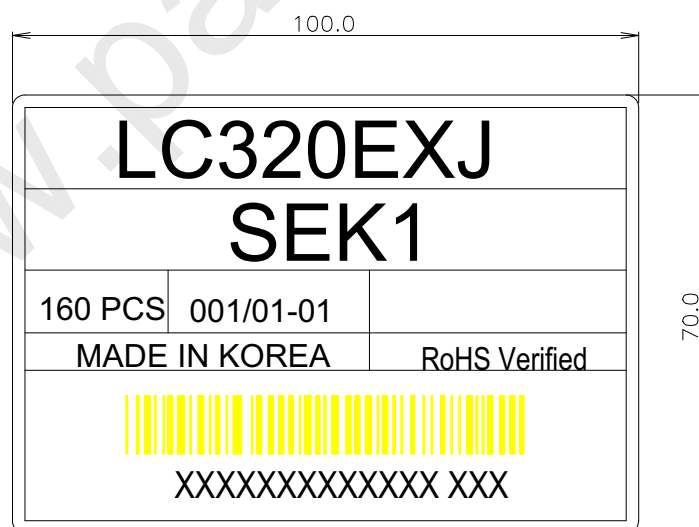 100.0
LC320EXJ
SEK1
160 PCS 001/01-01
70.0
MADE IN KOREA RoHS Verified
XXXXXXXXXXXXX XXX